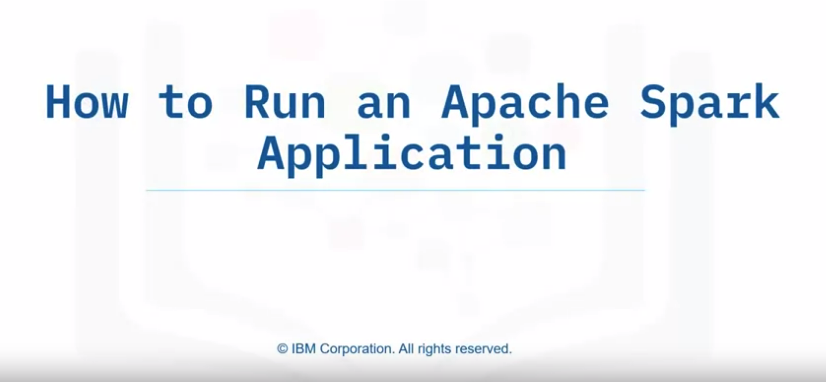 How to Run an Apache Spark
Application
© IBM Corporation. All rights reserved.